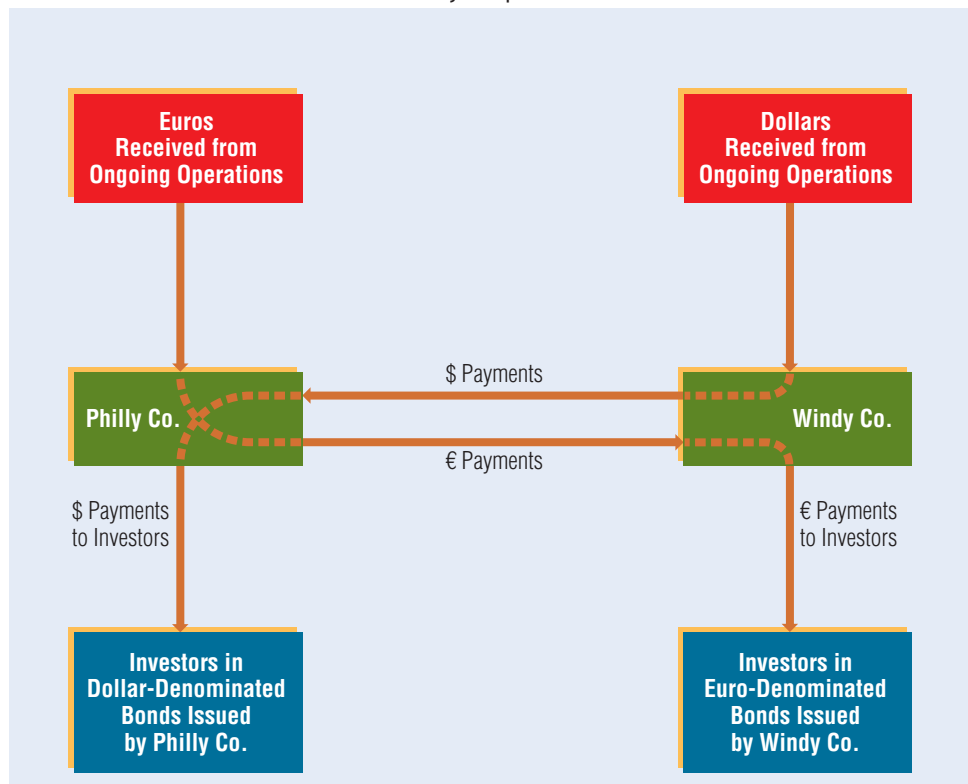 Euros
Received from
Ongoing Operations
Dollars
Received from
Ongoing Operations
$ Payments
Philly Co.
Windy Co.
€ Payments
$ Payments
to Investors
€ Payments
to Investors
Investors in
Dollar-Denominated
Bonds Issued
by Philly Co.
Investors in
Euro-Denominated
Bonds Issued
by Windy Co.